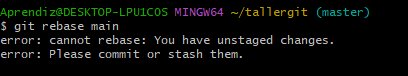 Aprendiz@DESKTOP-LPU1COS MINGW64 ~/tallergit (master)
$ git rebase main
error: cannot rebase: You have unstaged changes.
error: Please commit or stash them.